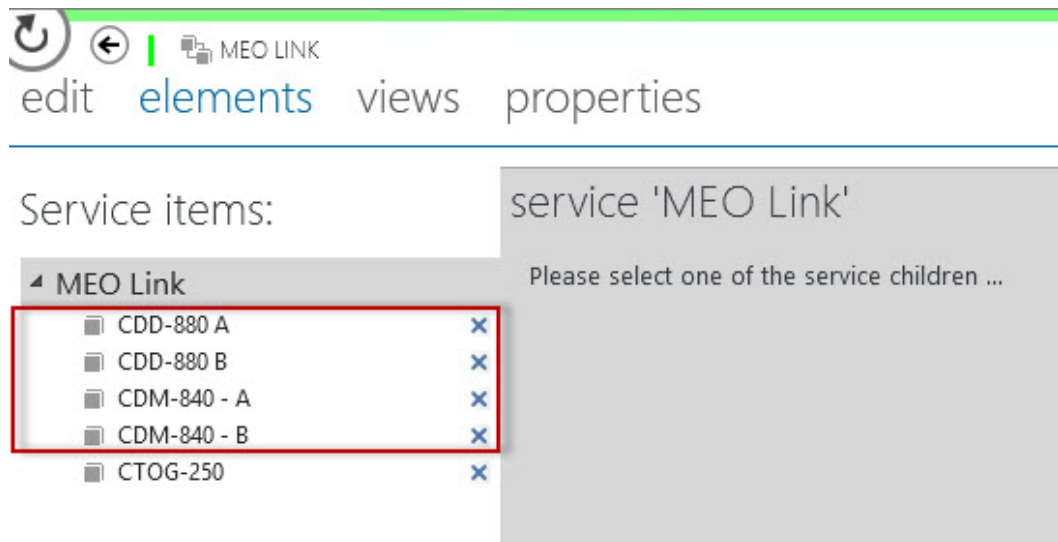 MEO LINK
edit elements views properties
Service items:
service 'MEO Link'
MEO Link
Please select one of the service children ...
CDD-880 A
CDD-880 B
CDM-840 - A
CDM-840 - B
CTOG-250